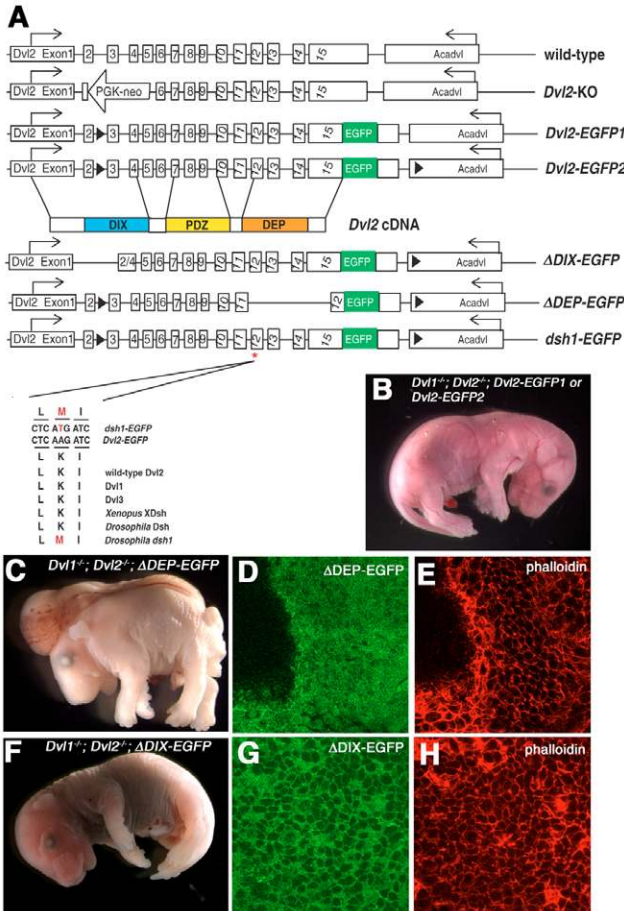 A
Dvl2 Exon1 2 3 4 5 6 7 8 9 10 11 12 13 14 15 Acadvl wild-type
Dvl2 Exon1 PGK-neo 6 7 8 9 10 11 12 13 14 15 Acadvl Dvl2-KO
Dvl2 Exon1 2 3 4 5 6 7 8 9 10 11 12 13 14 15 EGFP Acadvl Dvl2-EGFP1
Dvl2 Exon1 2 3 4 5 6 7 8 9 10 11 12 13 14 15 EGFP Acadvl Dvl2-EGFP2
DIX PDZ DEP Dvl2 cDNA
Dvl2 Exon1 2/4 5 6 7 8 9 10 11 12 13 14 15 EGFP Acadvl ΔDIX-EGFP
Dvl2 Exon1 2 3 4 5 6 7 8 9 10 11 12 EGFP Acadvl ΔDEP-EGFP
Dvl2 Exon1 2 3 4 5 6 7 8 9 10 11 12 13 14 15 EGFP Acadvl dsh1-EGFP
*
L M I
CTC ATG ATC dsh1-EGFP
CTC AAG ATC Dvl2-EGFP
L K I
L K I wild-type Dvl2
L K I Dvl1
L K I Dvl3
L K I Xenopus XDsh
L K I Drosophila Dsh
L M I Drosophila dsh1
B Dvl1-/-; Dvl2-/-; Dvl2-EGFP1 or
Dvl2-EGFP2
C Dvl1-/-; Dvl2-/-; ΔDEP-EGFP
D ΔDEP-EGFP
E phalloidin
F Dvl1-/-; Dvl2-/-; ΔDIX-EGFP
G ΔDIX-EGFP
H phalloidin